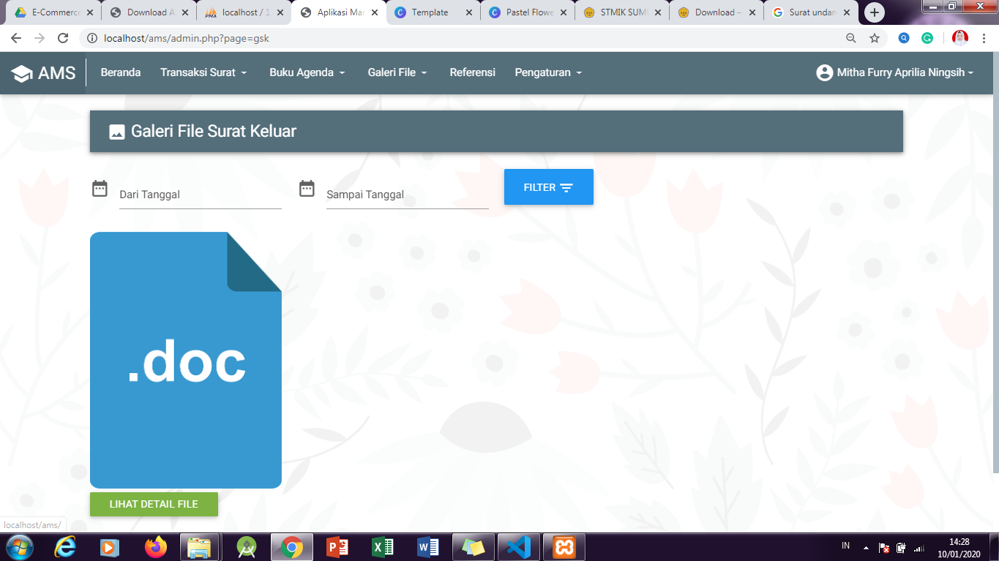 E-Commerce
Download A
localhost / 1
Aplikasi Mar
Template
Pastel Flowe
STMIK SUM
Download –
Surat undan
localhost/ams/admin.php?page=gsk
AMS
Beranda
Transaksi Surat
Buku Agenda
Galeri File
Referensi
Pengaturan
Mitha Furry Aprilia Ningsih
Galeri File Surat Keluar
Dari Tanggal
Sampai Tanggal
FILTER
.doc
LIHAT DETAIL FILE
localhost/ams/
IN
14:28
10/01/2020